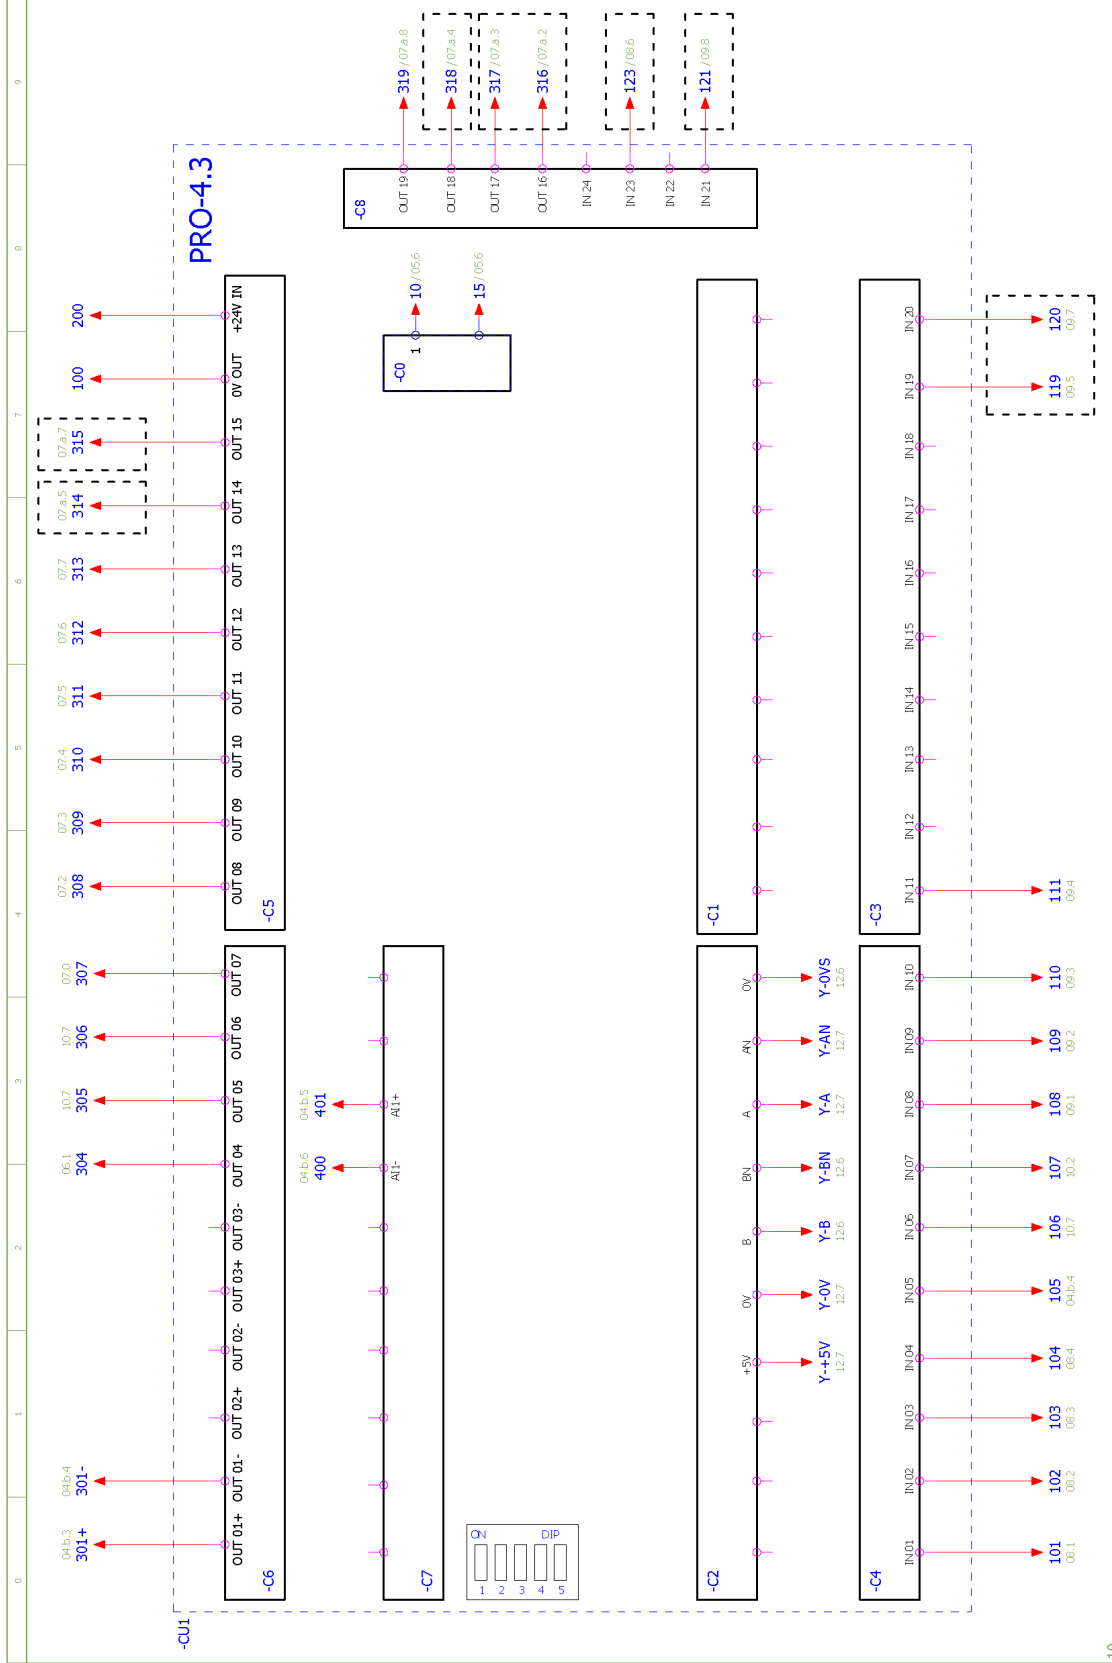 319 / 07.a.8
318 / 07.a.4
317 / 07.a.3
316 / 07.a.2
123 / 08.6
121 / 09.8
PRO-4.3
-C8
OUT 19
OUT 18
OUT 17
OUT 16
IN 24
IN 23
IN 22
IN 21
-C0
1
10 / 05.6
15 / 05.6
200
100
07.a.7
315
07.a.5
314
07.7
313
07.6
312
07.5
311
07.4
310
07.3
309
07.2
308
+24V IN
0V OUT
OUT 15
OUT 14
OUT 13
OUT 12
OUT 11
OUT 10
OUT 09
OUT 08
-C5
07.0
307
10.7
306
10.7
305
06.1
304
04.b.4
301-
04.b.3
301+
OUT 07
OUT 06
OUT 05
OUT 04
OUT 03-
OUT 03+
OUT 02-
OUT 02+
OUT 01-
OUT 01+
-C6
04.b.5
401
04.b.6
400
AI1+
AI1-
-C7
ON DIP
1 2 3 4 5
-C1
0V
AN
A
BN
B
0V
+5V
-C2
Y-0VS
12.6
Y-AN
12.7
Y-A
12.7
Y-BN
12.6
Y-B
12.6
Y-0V
12.7
Y-+5V
12.7
IN 20
IN 19
IN 18
IN 17
IN 16
IN 15
IN 14
IN 13
IN 12
IN 11
-C3
120
09.7
119
09.5
111
09.4
IN 10
IN 09
IN 08
IN 07
IN 06
IN 05
IN 04
IN 03
IN 02
IN 01
-C4
110
09.3
109
09.2
108
09.1
107
10.2
106
10.7
105
04.b.4
104
08.4
103
08.3
102
08.2
101
08.1
-CU1
0
1
2
3
4
5
6
7
8
9